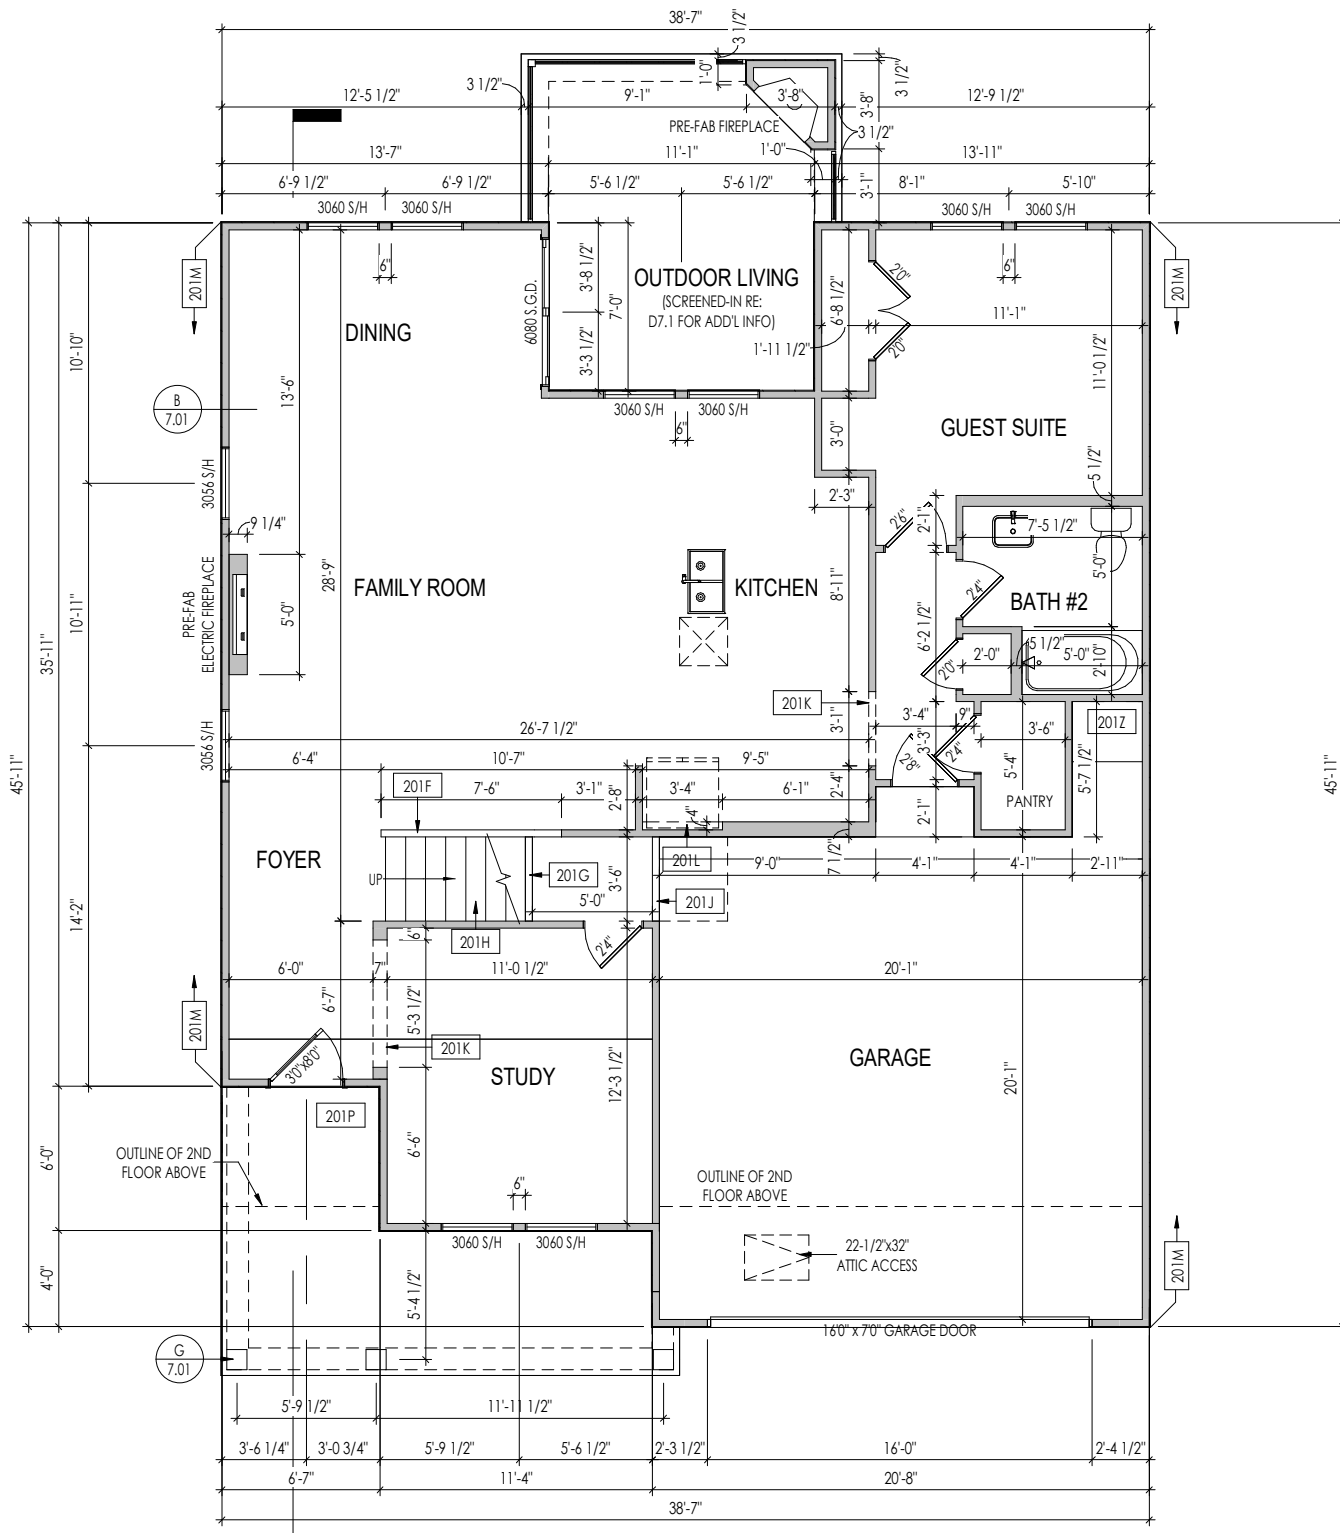 38'-7"
3 1/2"
12'-5 1/2"
3 1/2"
9'-1"
1'-0"
3'-8"
3'-8"
3 1/2"
12'-9 1/2"
PRE-FAB FIREPLACE
3 1/2"
13'-7"
11'-1"
1'-0"
13'-11"
6'-9 1/2"
6'-9 1/2"
5'-6 1/2"
5'-6 1/2"
3'-1"
8'-1"
5'-10"
3060 S/H
3060 S/H
3060 S/H
3060 S/H
201M
6"
6080 S.G.D.
3'-8 1/2"
7'-0"
3'-3 1/2"
OUTDOOR LIVING
(SCREENED-IN RE:
D7.1 FOR ADD'L INFO)
6'-8 1/2"
1'-11 1/2"
2'0"
2'0"
6"
11'-1"
11'-0 1/2"
201M
DINING
10'-10"
13'-6"
B
7.01
3060 S/H
3060 S/H
6"
3'-0"
GUEST SUITE
3056 S/H
9 1/4"
2'-3"
2'6"
2'-1"
5 1/2"
7'-5 1/2"
5'-0"
PRE-FAB
ELECTRIC FIREPLACE
28'-9"
5'-0"
FAMILY ROOM
KITCHEN
8'-11"
2'4"
BATH #2
10'-11"
35'-11"
6'-2 1/2"
2'0"
2'-0"
5 1/2"
5'-0"
2'-10"
3056 S/H
201K
3'-1"
3'-4"
9"
3'-3"
3'-6"
201Z
26'-7 1/2"
6'-4"
10'-7"
9'-5"
2'8"
2'4"
5'-4"
5'-7 1/2"
45'-11"
45'-11"
201F
7'-6"
3'-1"
2'-8"
3'-4"
6'-1"
2'-4"
4"
2'-1"
PANTRY
FOYER
UP
201G
201L
9'-0"
7 1/2"
4'-1"
4'-1"
2'-11"
3'-6"
5'-0"
201J
14'-2"
201H
6"
2'4"
6'-0"
7"
11'-0 1/2"
20'-1"
6'-7"
5'-3 1/2"
201M
201K
3'0"x8'0"
STUDY
12'-3 1/2"
GARAGE
20'-1"
201P
OUTLINE OF 2ND
FLOOR ABOVE
6'-0"
6'-6"
6"
OUTLINE OF 2ND
FLOOR ABOVE
3060 S/H
3060 S/H
22-1/2"x32"
ATTIC ACCESS
201M
4'-0"
5'-4 1/2"
16'0" x 7'0" GARAGE DOOR
G
7.01
5'-9 1/2"
11'-11 1/2"
3'-6 1/4"
3'-0 3/4"
5'-9 1/2"
5'-6 1/2"
2'-3 1/2"
16'-0"
2'-4 1/2"
6'-7"
11'-4"
20'-8"
38'-7"